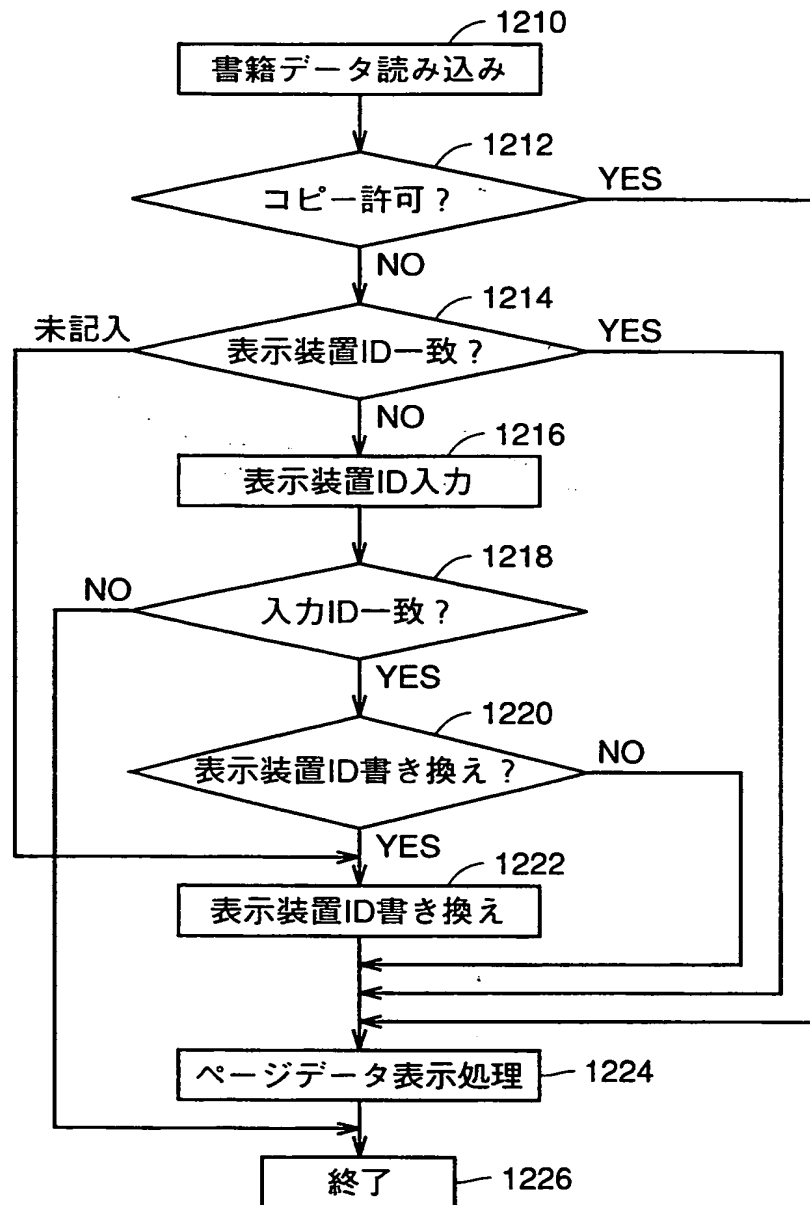 1210
書籍データ読み込み
1212
コピー許可?
YES
NO
1214
未記入
表示装置ID一致?
YES
NO
1216
表示装置ID入力
1218
NO
入力ID一致?
YES
1220
表示装置ID書き換え?
NO
YES
1222
表示装置ID書き換え
ページデータ表示処理
1224
終了
1226